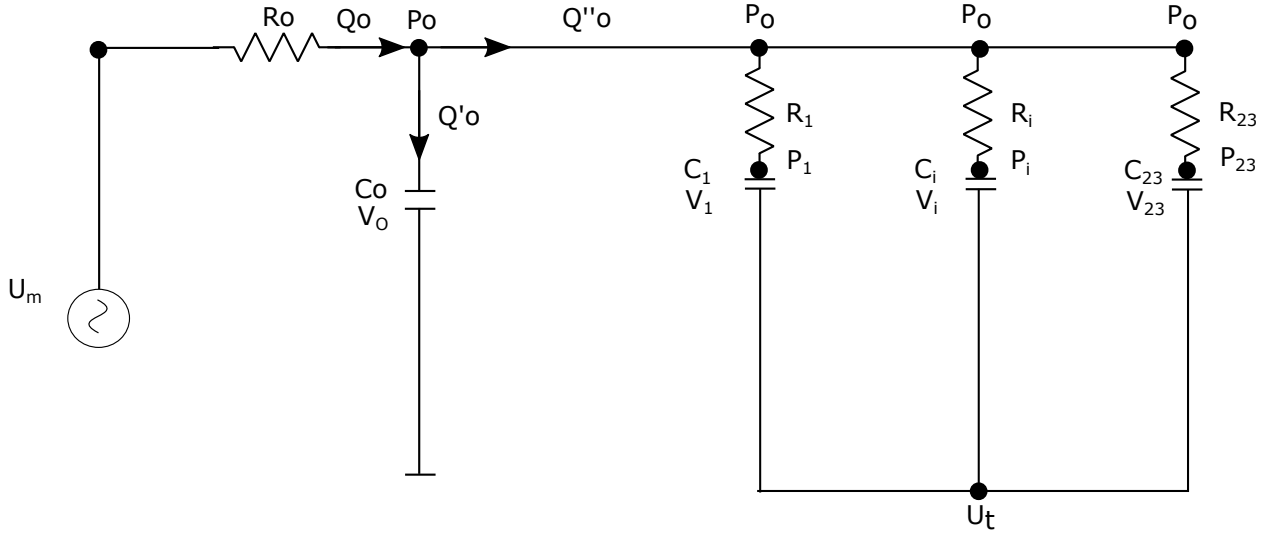 Ro
Qo
Po
Q''o
Po
Po
Po
Q'o
R1
Ri
R23
C1
P1
Ci
Pi
C23
P23
Co
V1
Vi
V23
VO
Um
Ut